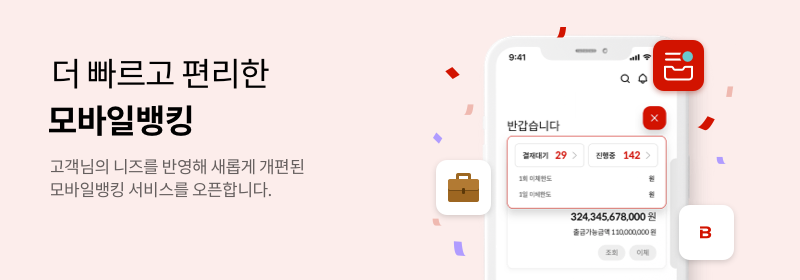 더 빠르고 편리한
모바일뱅킹
고객님의 니즈를 반영해 새롭게 개편된
모바일뱅킹 서비스를 오픈합니다.
9:41
반갑습니다
결재대기 29 진행중 142
1회 이체한도 원
1일 이체한도 원
324,345,678,000 원
출금가능금액 110,000,000 원
조회 이체
B